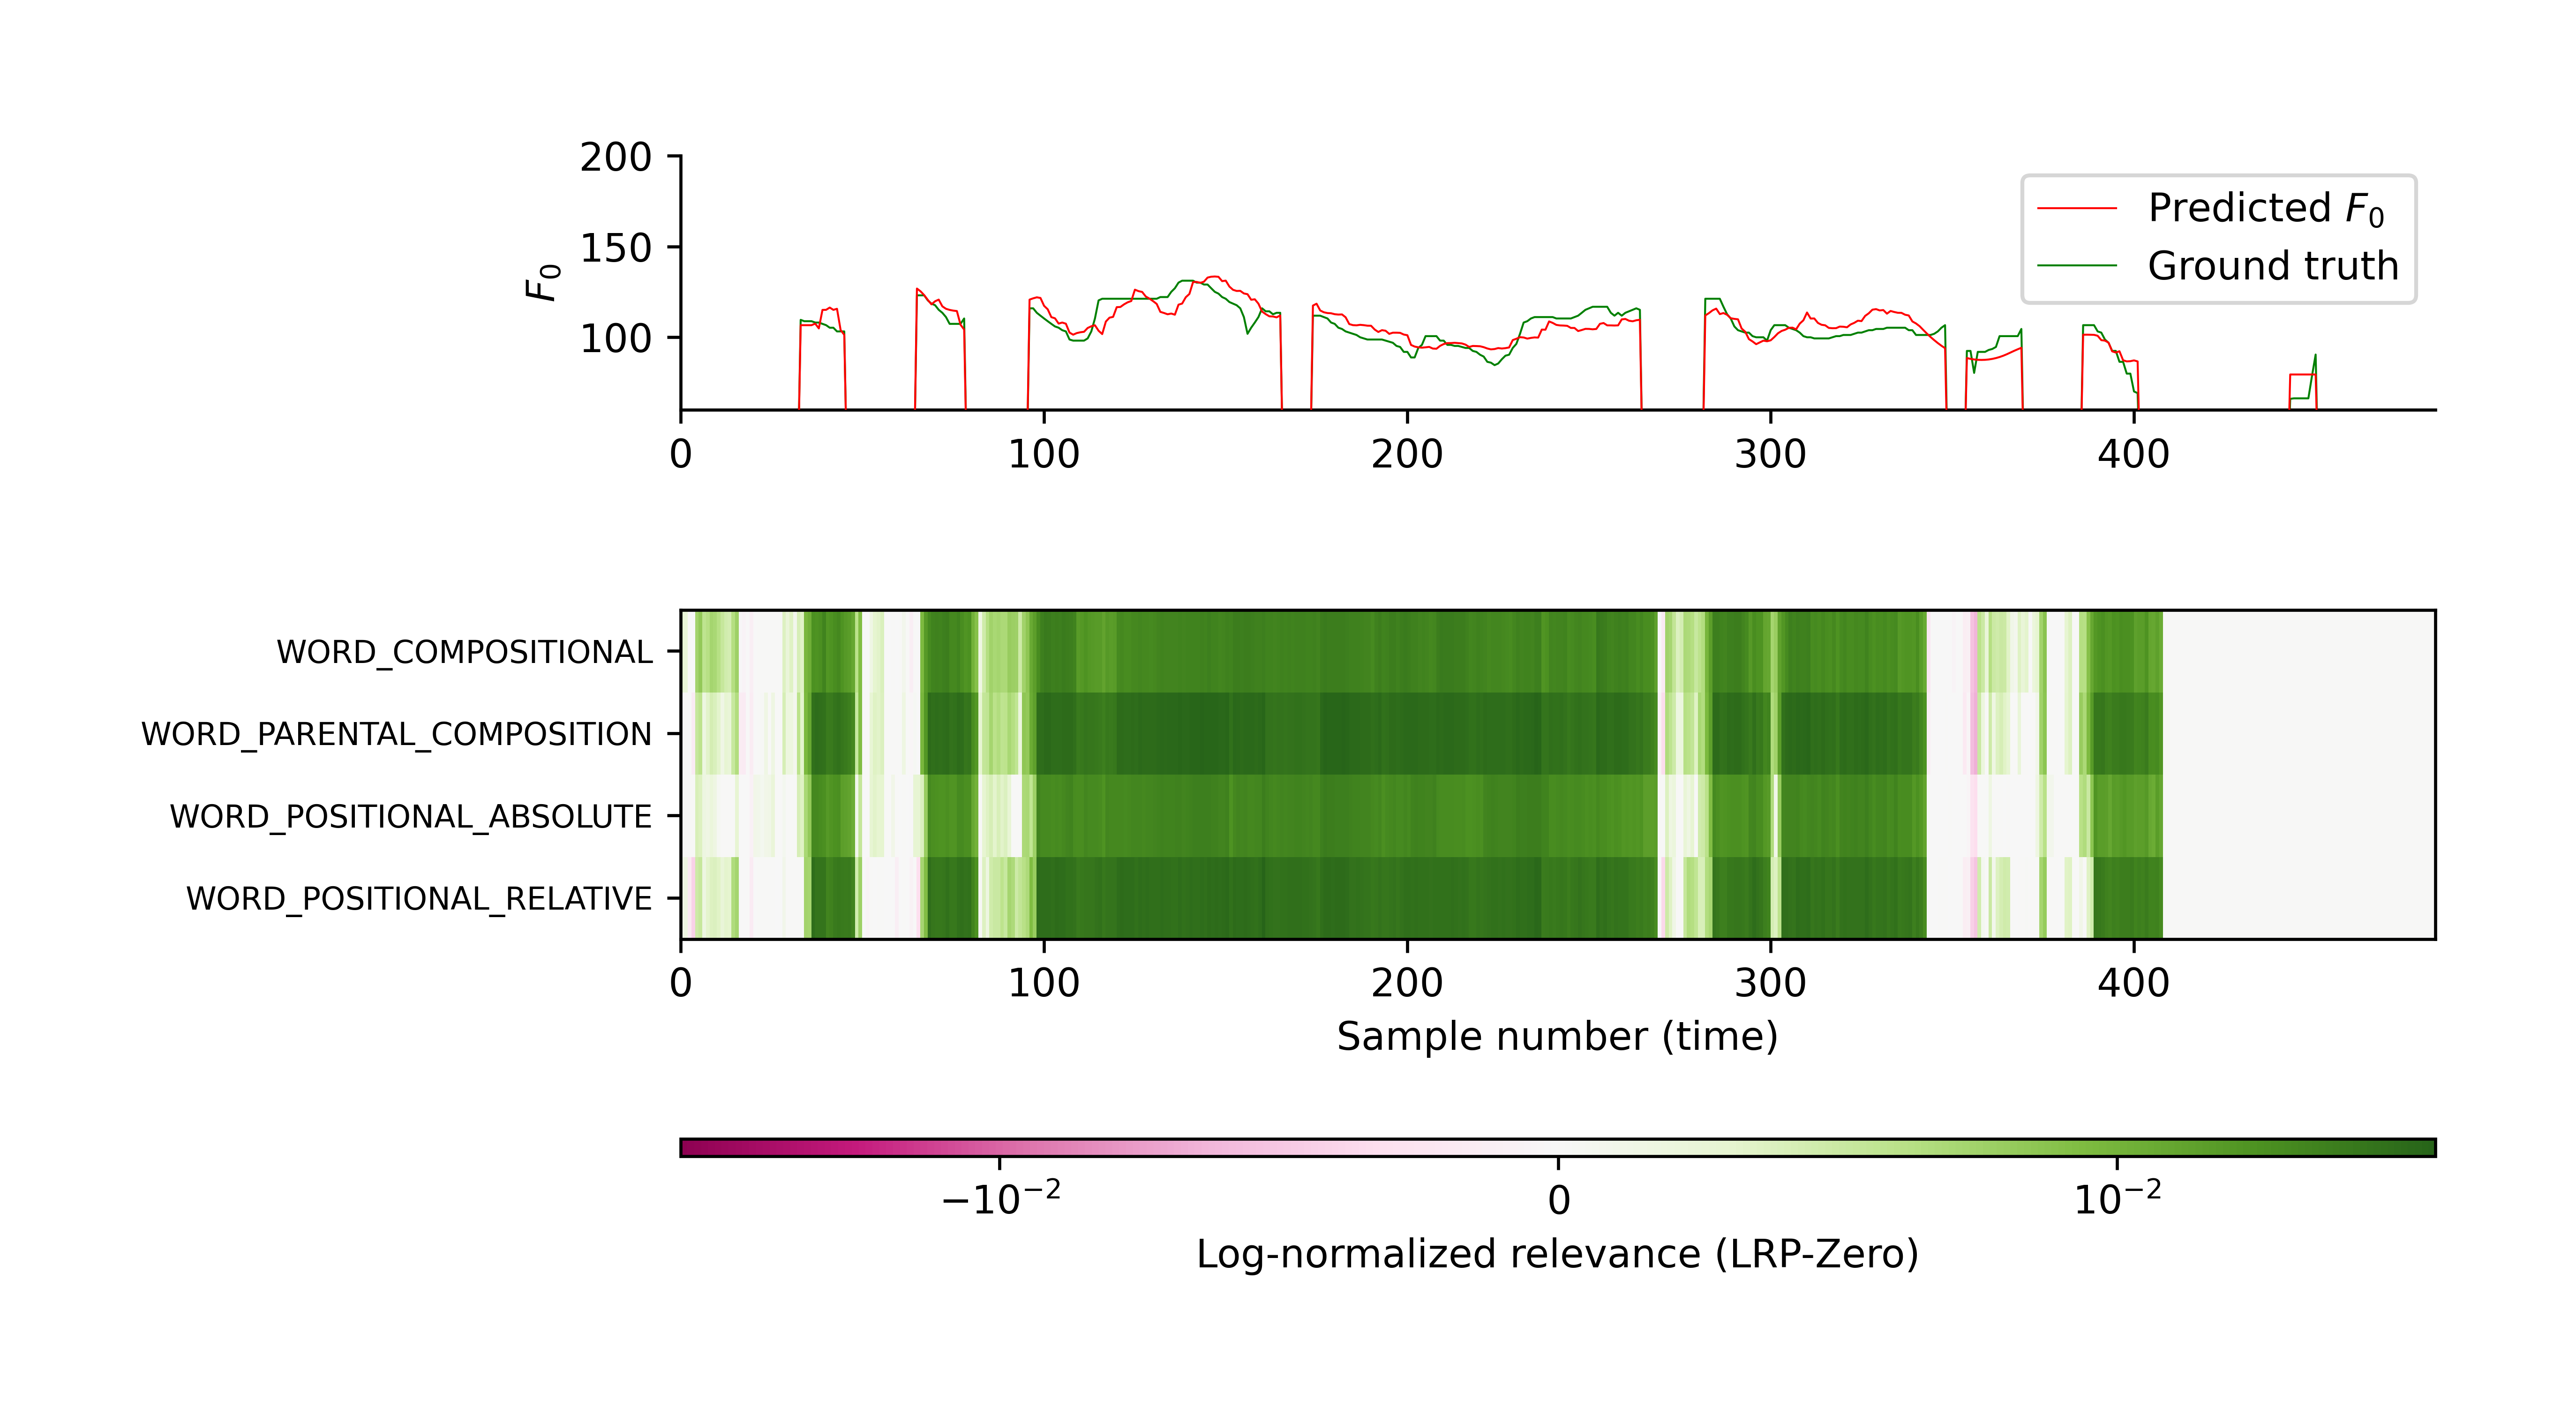 200
150
100
F₀
Predicted F₀
Ground truth
0 100 200 300 400
WORD_COMPOSITIONAL
WORD_PARENTAL_COMPOSITION
WORD_POSITIONAL_ABSOLUTE
WORD_POSITIONAL_RELATIVE
0 100 200 300 400
Sample number (time)
−10⁻² 0 10⁻²
Log-normalized relevance (LRP-Zero)